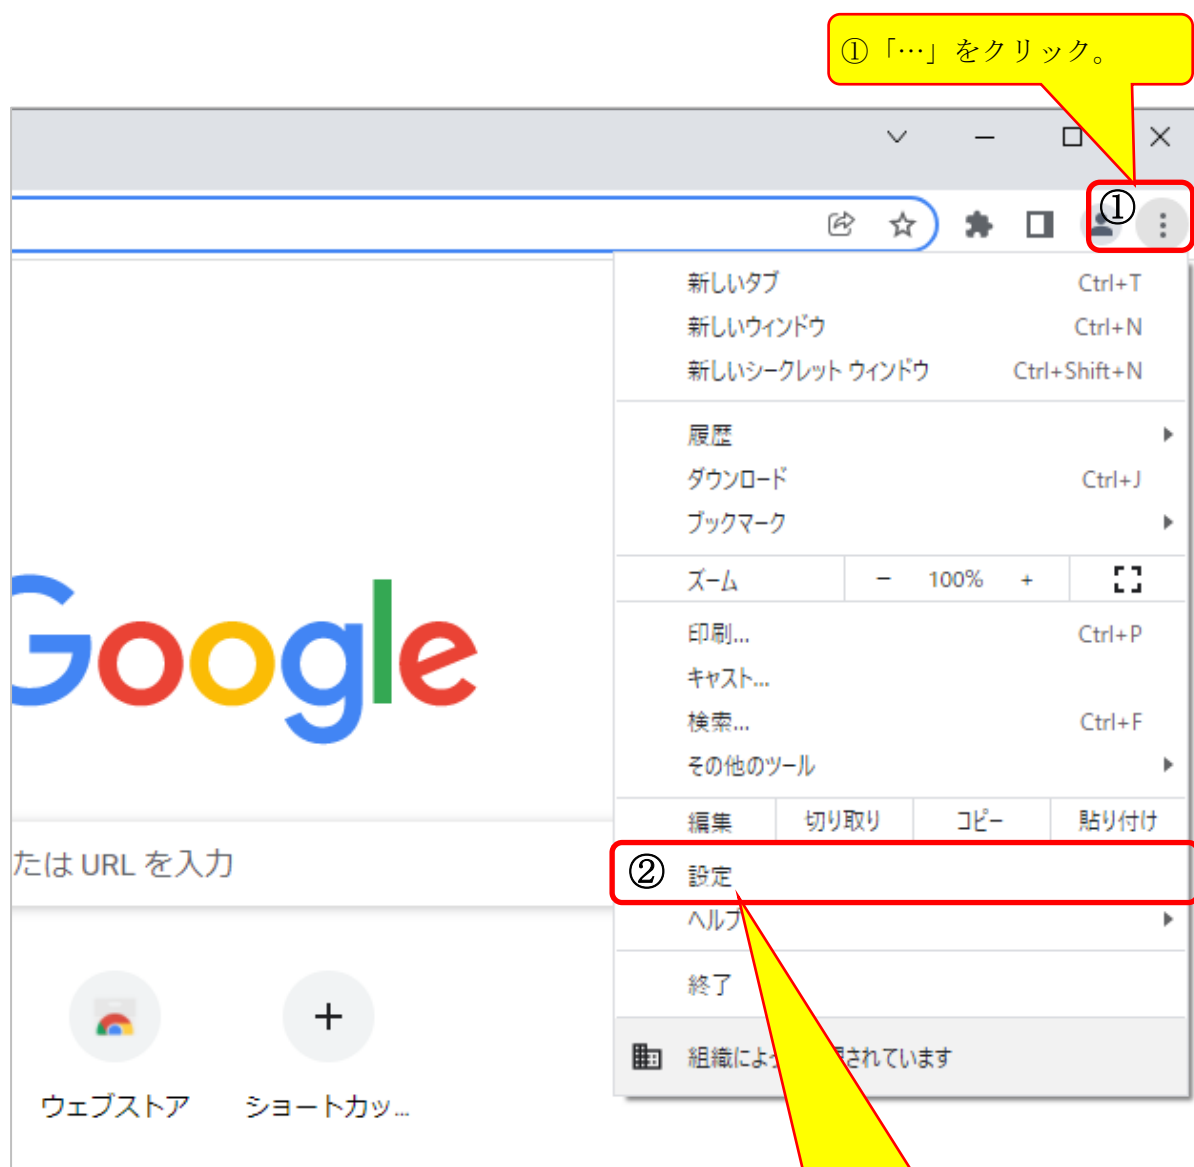 ①「…」をクリック。
①
新しいタブ Ctrl+T
新しいウィンドウ Ctrl+N
新しいシークレット ウィンドウ Ctrl+Shift+N
履歴
ダウンロード Ctrl+J
ブックマーク
ズーム - 100% +
印刷... Ctrl+P
キャスト...
検索... Ctrl+F
その他のツール
編集 切り取り コピー 貼り付け
② 設定
ヘルプ
終了
組織によ されています
Google
たは URL を入力
ウェブストア
ショートカッ...